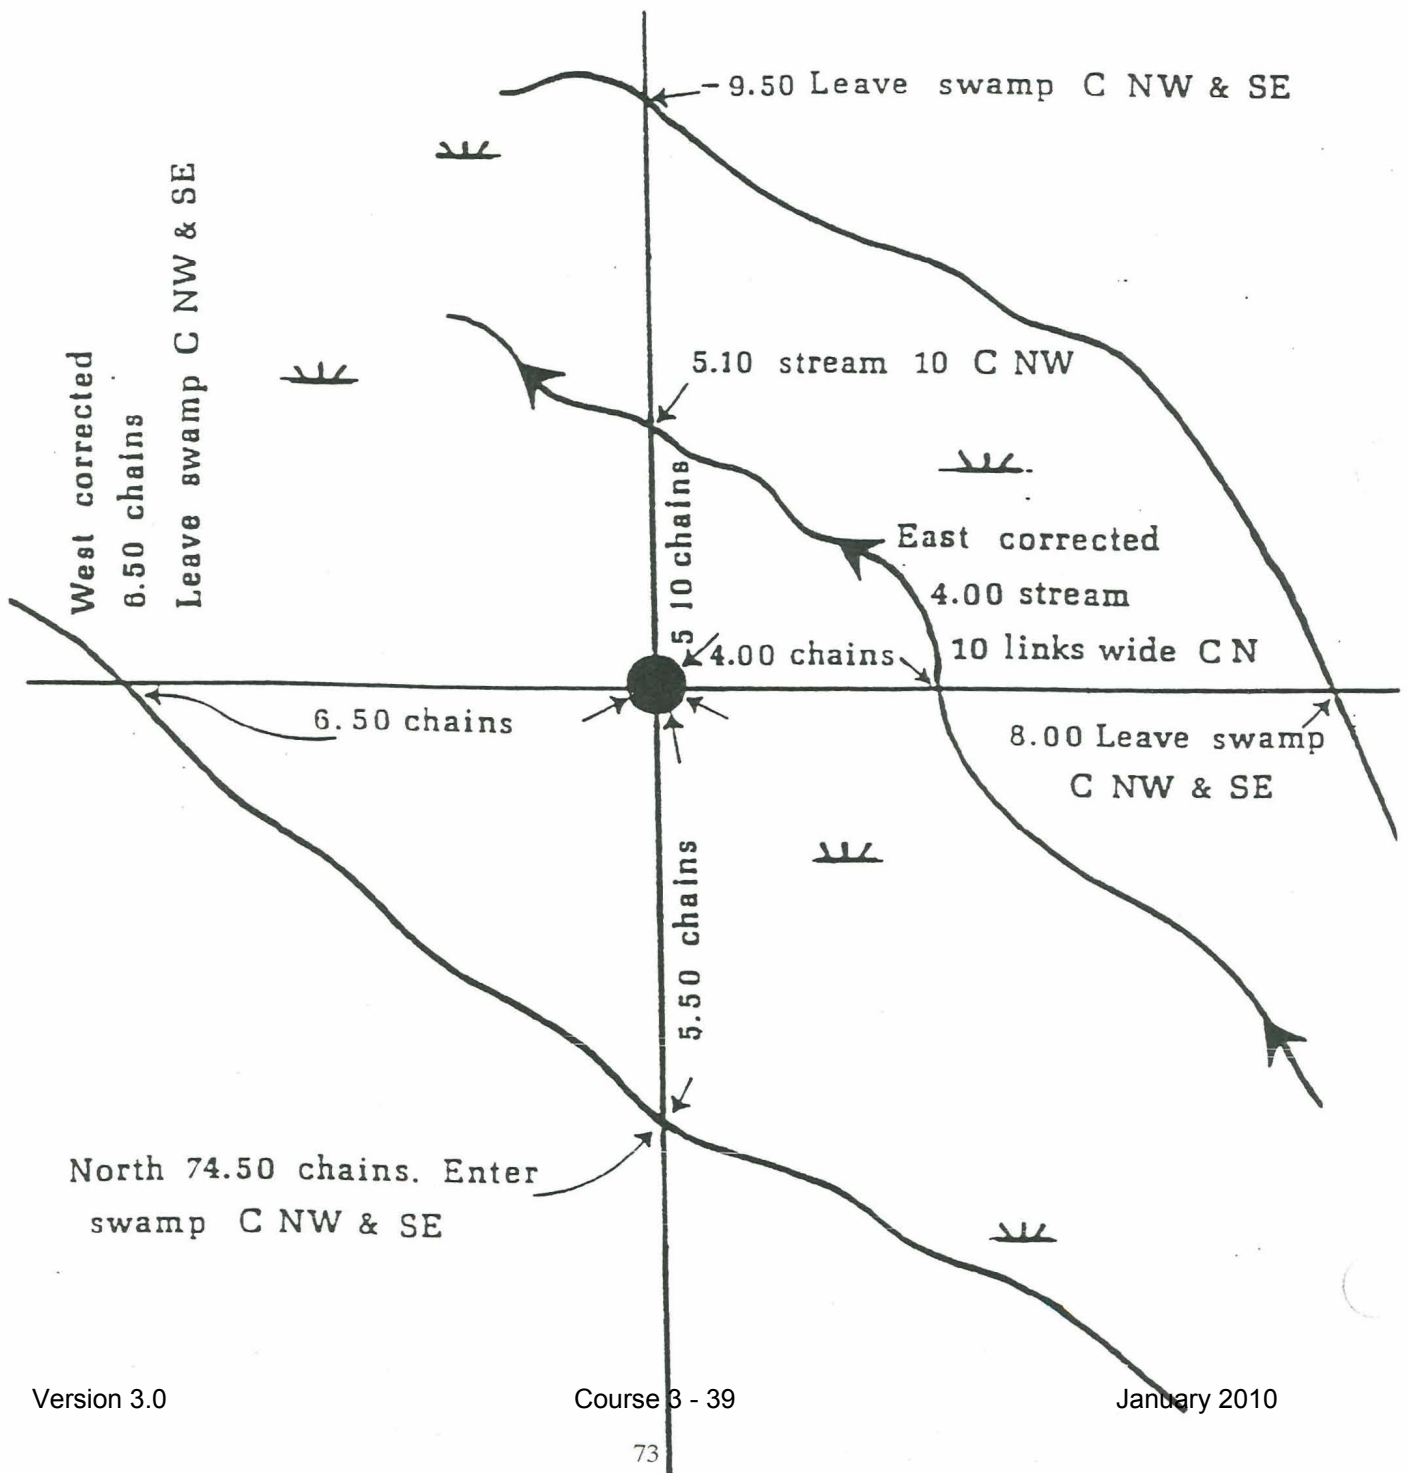 -9.50 Leave swamp C NW & SE
West corrected
6.50 chains
Leave swamp C NW & SE
5.10 stream 10 C NW
5 10 chains
East corrected
4.00 stream
10 links wide C N
4.00 chains
6.50 chains
8.00 Leave swamp
C NW & SE
5.50 chains
North 74.50 chains. Enter
swamp C NW & SE
Version 3.0
Course 3 - 39
January 2010
73